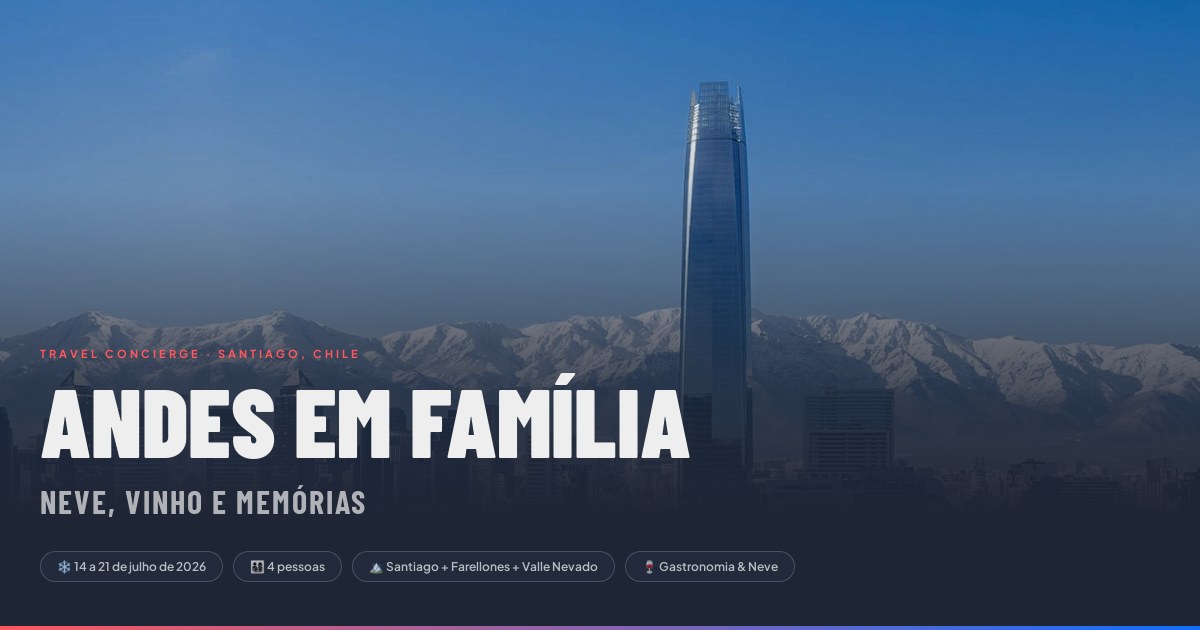 TRAVEL CONCIERGE · SANTIAGO, CHILE
ANDES EM FAMÍLIA
NEVE, VINHO E MEMÓRIAS
❄️ 14 a 21 de julho de 2026
👨‍👩‍👧‍👦 4 pessoas
🏔️ Santiago + Farellones + Valle Nevado
🍷 Gastronomia & Neve